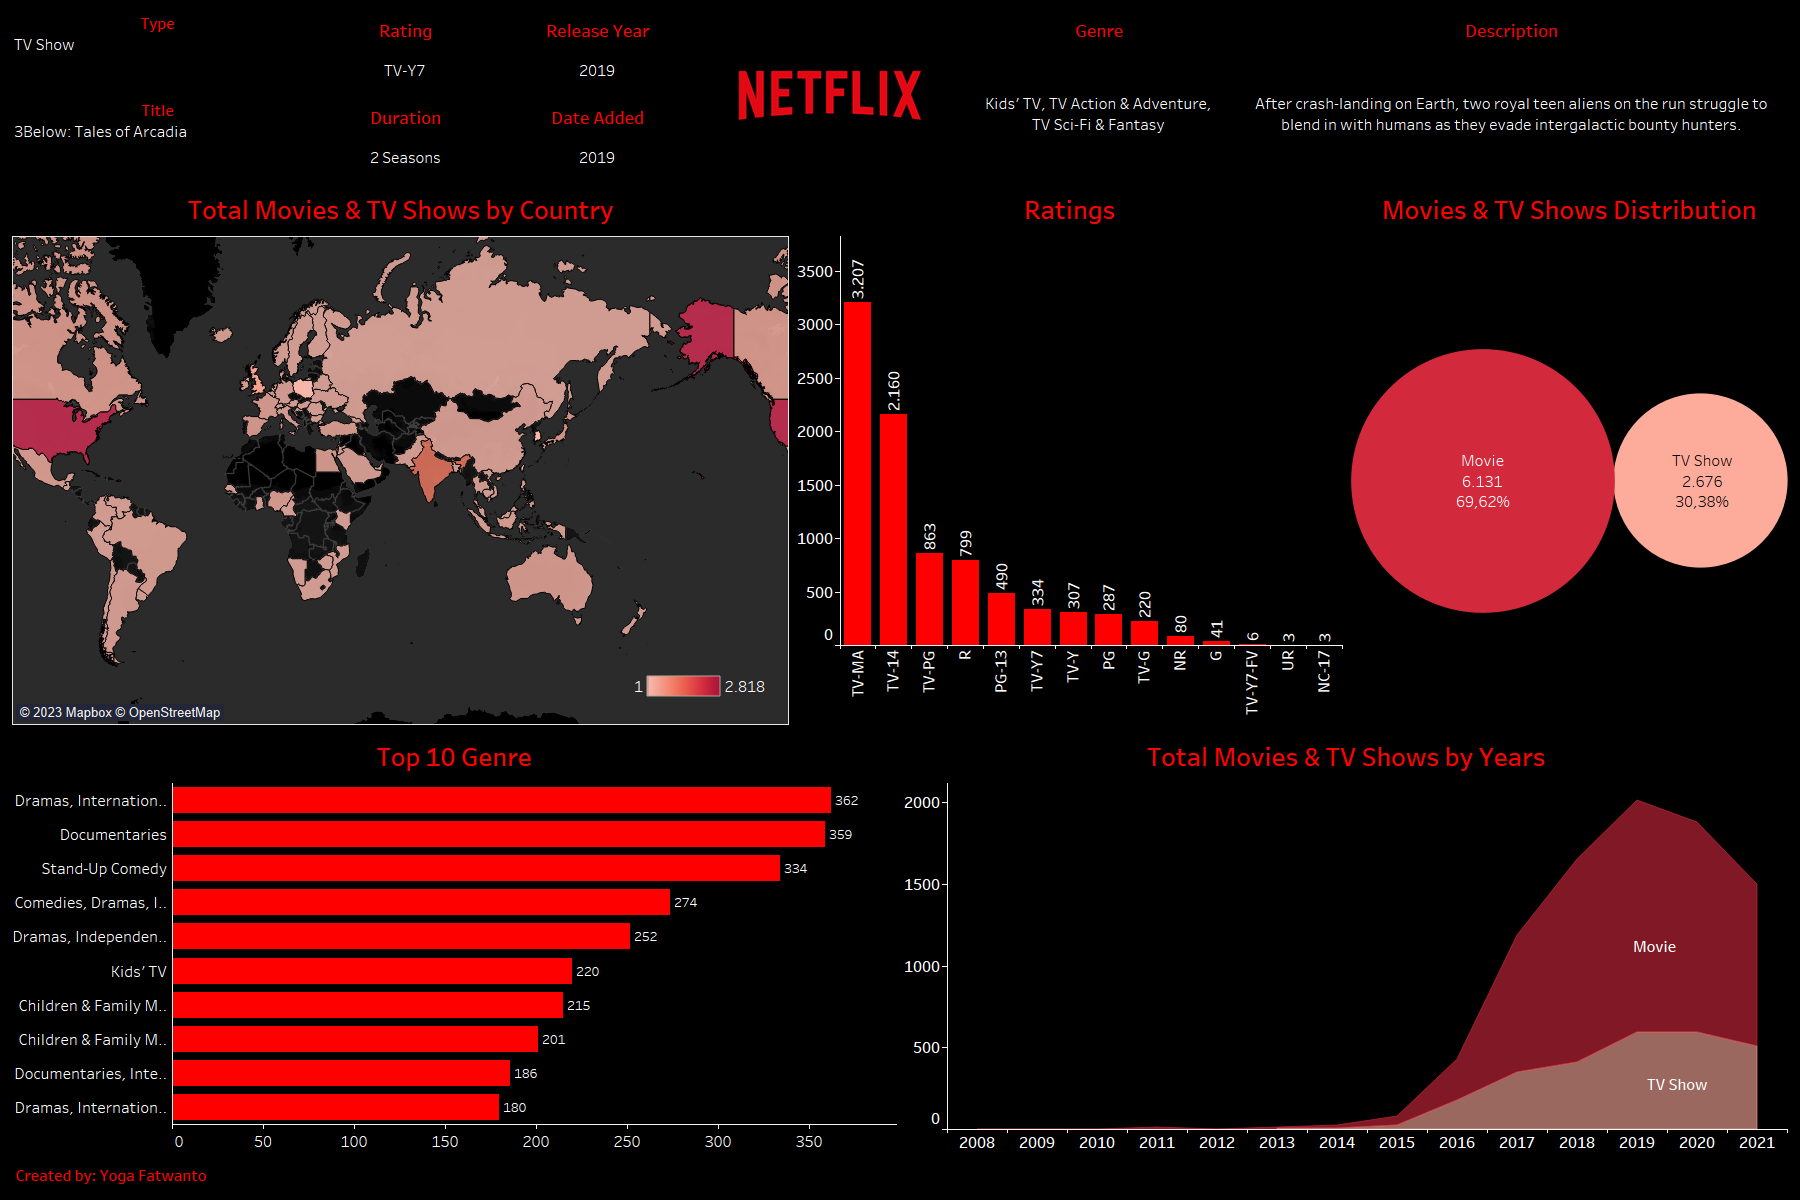 Type
TV Show
Title
3Below: Tales of Arcadia
Rating
TV-Y7
Duration
2 Seasons
Release Year
2019
Date Added
2019
NETFLIX
Genre
Kids' TV, TV Action & Adventure,
TV Sci-Fi & Fantasy
Description
After crash-landing on Earth, two royal teen aliens on the run struggle to
blend in with humans as they evade intergalactic bounty hunters.
Total Movies & TV Shows by Country
1
2.818
© 2023 Mapbox © OpenStreetMap
Ratings
3500
3000
2500
2000
1500
1000
500
0
3.207
2.160
863
799
490
334
307
287
220
80
41
6
3
3
TV-MA
TV-14
TV-PG
R
PG-13
TV-Y7
TV-Y
PG
TV-G
NR
G
TV-Y7-FV
UR
NC-17
Movies & TV Shows Distribution
Movie
6.131
69,62%
TV Show
2.676
30,38%
Top 10 Genre
Dramas, Internation.. 362
Documentaries 359
Stand-Up Comedy 334
Comedies, Dramas, I.. 274
Dramas, Independen.. 252
Kids' TV 220
Children & Family M.. 215
Children & Family M.. 201
Documentaries, Inte.. 186
Dramas, Internation.. 180
0 50 100 150 200 250 300 350
Total Movies & TV Shows by Years
2000
1500
1000
500
0
Movie
TV Show
2008 2009 2010 2011 2012 2013 2014 2015 2016 2017 2018 2019 2020 2021
Created by: Yoga Fatwanto